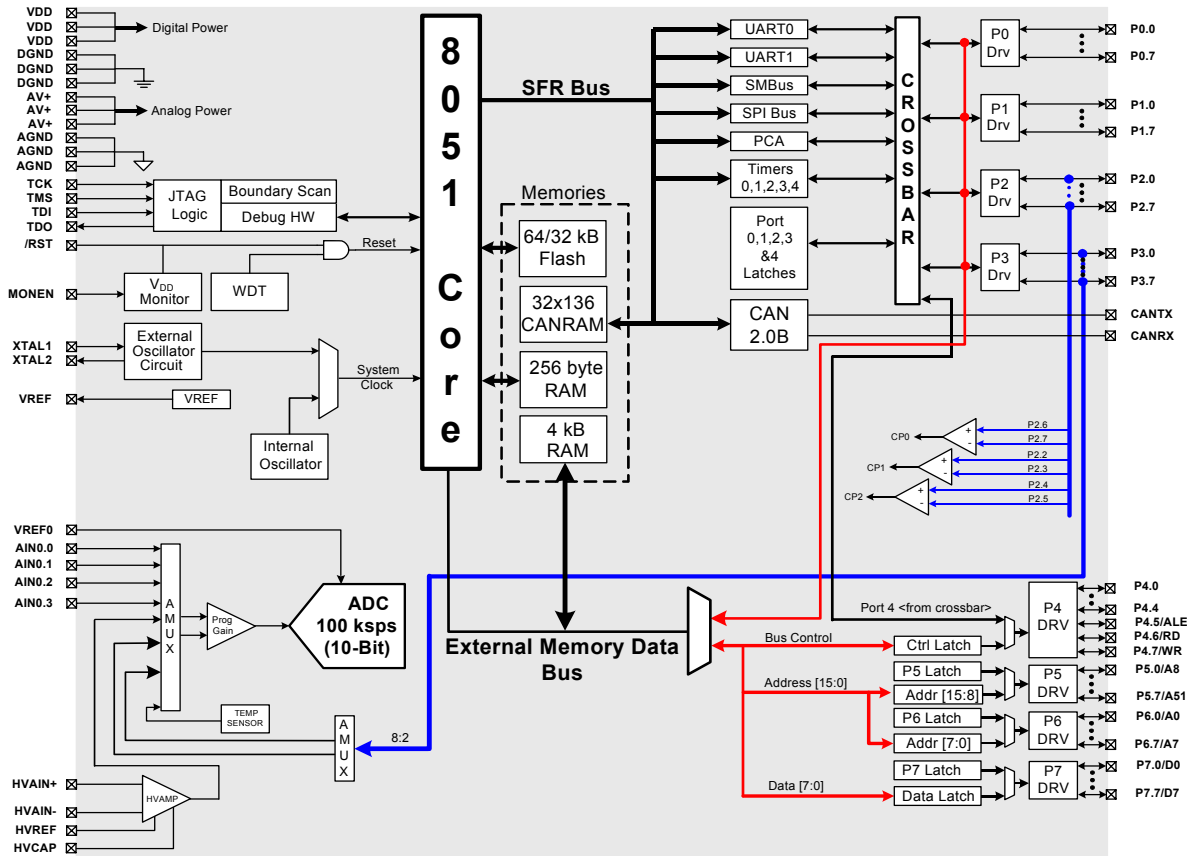 VDD
VDD
VDD
Digital Power
DGND
DGND
DGND
AV+
AV+
AV+
Analog Power
AGND
AGND
AGND
TCK
TMS
TDI
TDO
JTAG
Logic
Boundary Scan
Debug HW
/RST
Reset
MONEN
VDD
Monitor
WDT
XTAL1
XTAL2
External
Oscillator
Circuit
System
Clock
VREF
VREF
Internal
Oscillator
8
0
5
1
C
o
r
e
SFR Bus
Memories
64/32 kB
Flash
32x136
CANRAM
256 byte
RAM
4 kB
RAM
UART0
UART1
SMBus
SPI Bus
PCA
Timers
0,1,2,3,4
Port
0,1,2,3
&4
Latches
CAN
2.0B
C
R
O
S
S
B
A
R
P0
Drv
P0.0
P0.7
P1
Drv
P1.0
P1.7
P2
Drv
P2.0
P2.7
P3
Drv
P3.0
P3.7
CANTX
CANRX
CP0
+
-
P2.6
P2.7
CP1
+
-
P2.2
P2.3
CP2
+
-
P2.4
P2.5
VREF0
AIN0.0
AIN0.1
AIN0.2
AIN0.3
A
M
U
X
Prog
Gain
ADC
100 ksps
(10-Bit)
TEMP
SENSOR
A
M
U
X
8:2
HVAIN+
HVAIN-
HVREF
HVCAP
HVAMP
External Memory Data
Bus
Port 4 <from crossbar>
Bus Control
Ctrl Latch
P4
DRV
P4.0
P4.4
P4.5/ALE
P4.6/RD
P4.7/WR
Address [15:0]
P5 Latch
Addr [15:8]
P5
DRV
P5.0/A8
P5.7/A51
P6 Latch
Addr [7:0]
P6
DRV
P6.0/A0
P6.7/A7
Data [7:0]
P7 Latch
Data Latch
P7
DRV
P7.0/D0
P7.7/D7